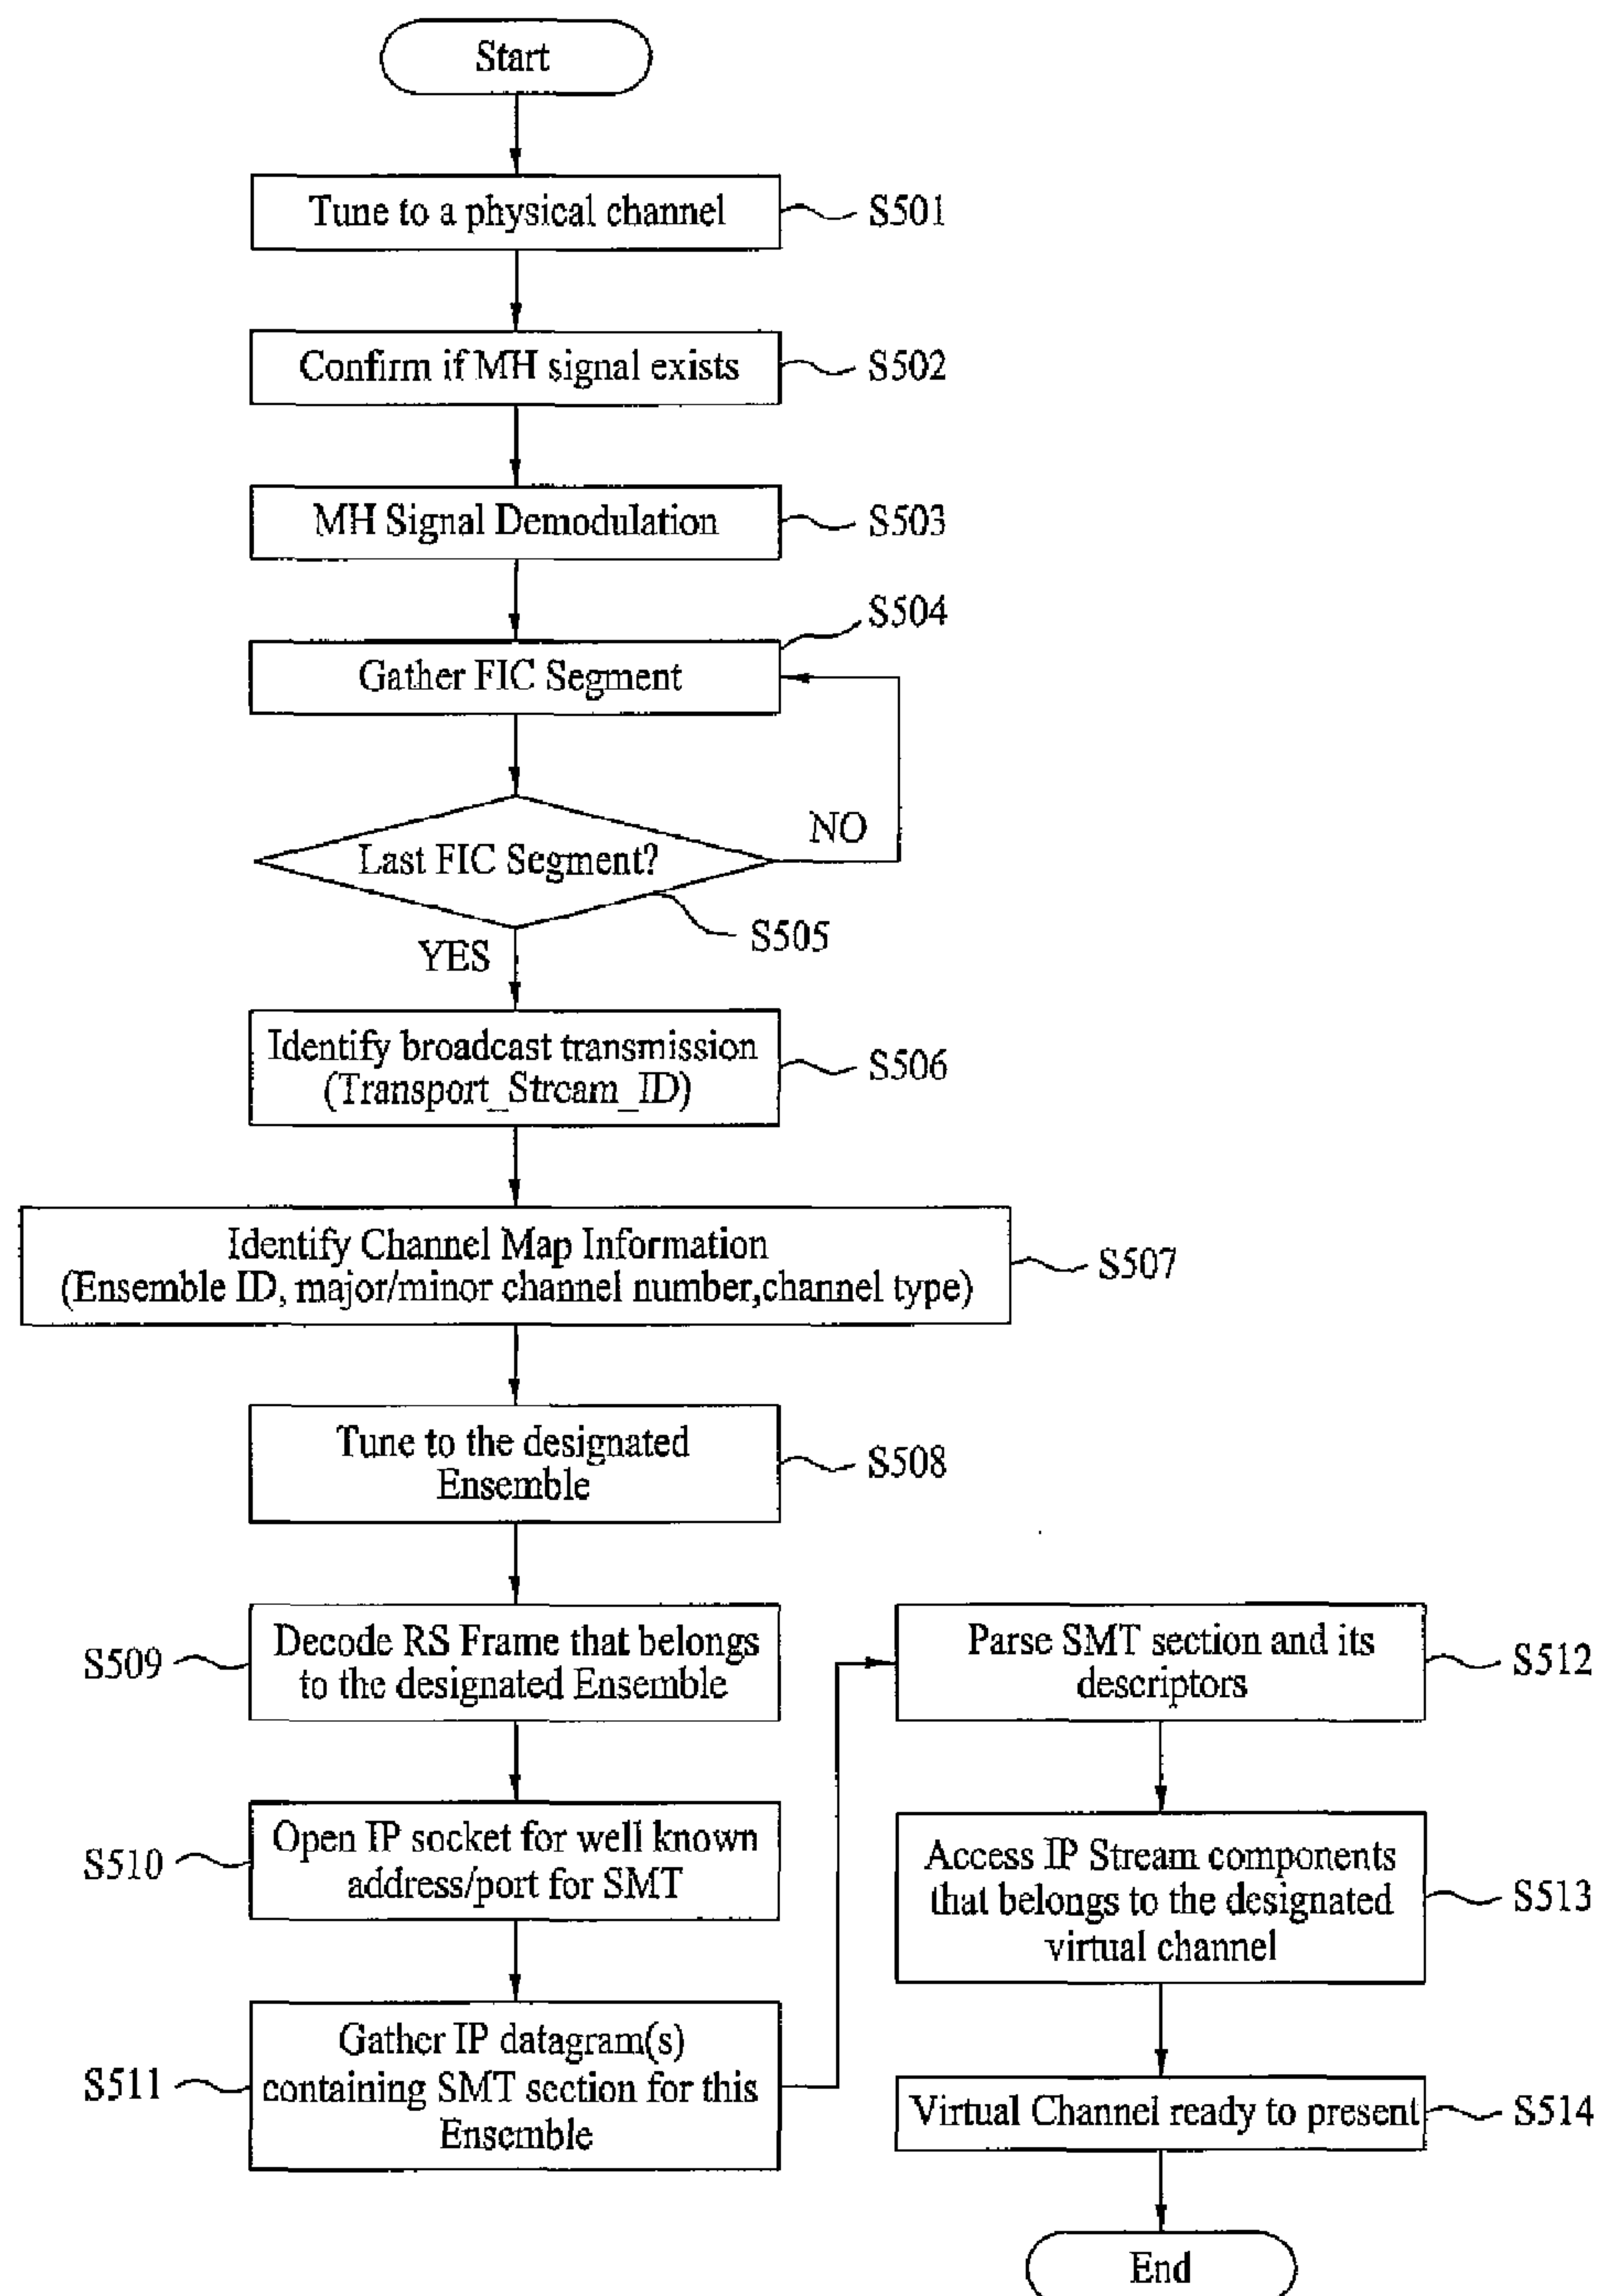 Start
Tune to a physical channel
S501
Confirm if MH signal exists
S502
MH Signal Demodulation
S503
S504
Gather FIC Segment
NO
Last FIC Segment?
S505
YES
Identify broadcast transmission
(Transport_Stream_ID)
S506
Identify Channel Map Information
(Ensemble ID, major/minor channel number,channel type)
S507
Tune to the designated
Ensemble
S508
Decode RS Frame that belongs
to the designated Ensemble
S509
Open IP socket for well known
address/port for SMT
S510
Gather IP datagram(s)
containing SMT section for this
Ensemble
S511
Parse SMT section and its
descriptors
S512
Access IP Stream components
that belongs to the designated
virtual channel
S513
Virtual Channel ready to present
S514
End